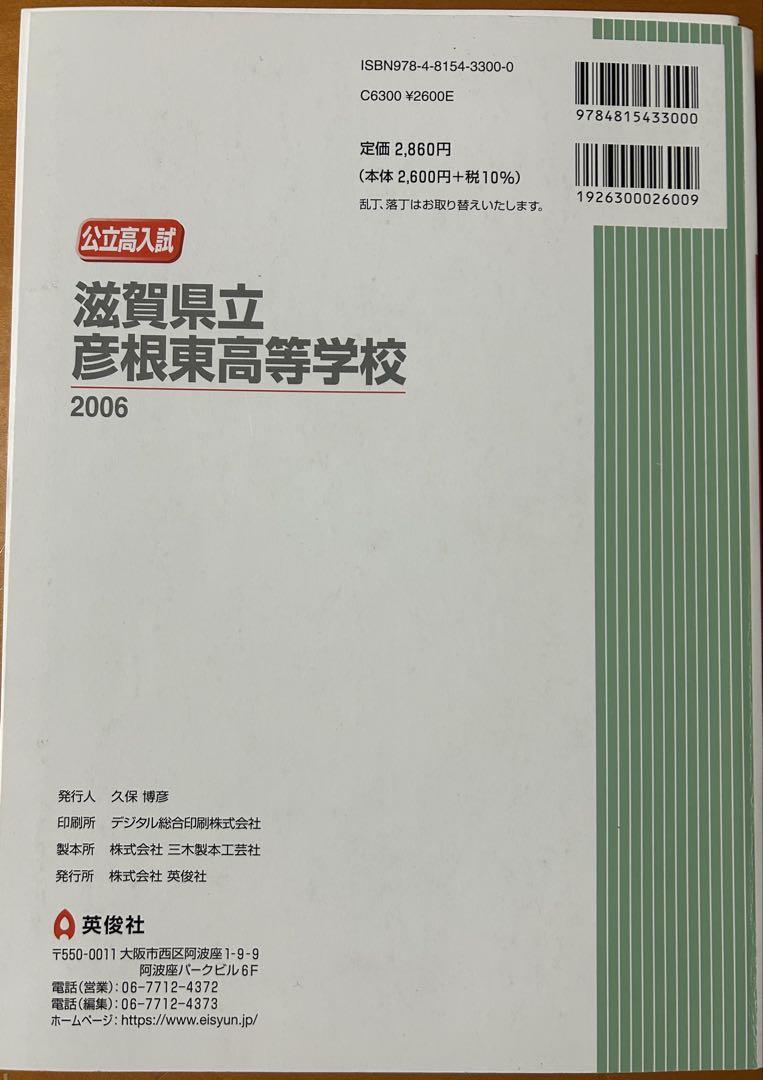 ISBN978-4-8154-3300-0
C6300 ¥2600E
9784815433000
定価 2,860円
(本体 2,600円+税10%)
1926300026009
乱丁、落丁はお取り替えいたします。
公立高入試
滋賀県立
彦根東高等学校
2006
発行人 久保 博彦
印刷所 デジタル総合印刷株式会社
製本所 株式会社 三木製本工芸社
発行所 株式会社 英俊社
英俊社
〒550-0011 大阪市西区阿波座1-9-9
阿波座パークビル6F
電話(営業):06-7712-4372
電話(編集):06-7712-4373
ホームページ:https://www.eisyun.jp/